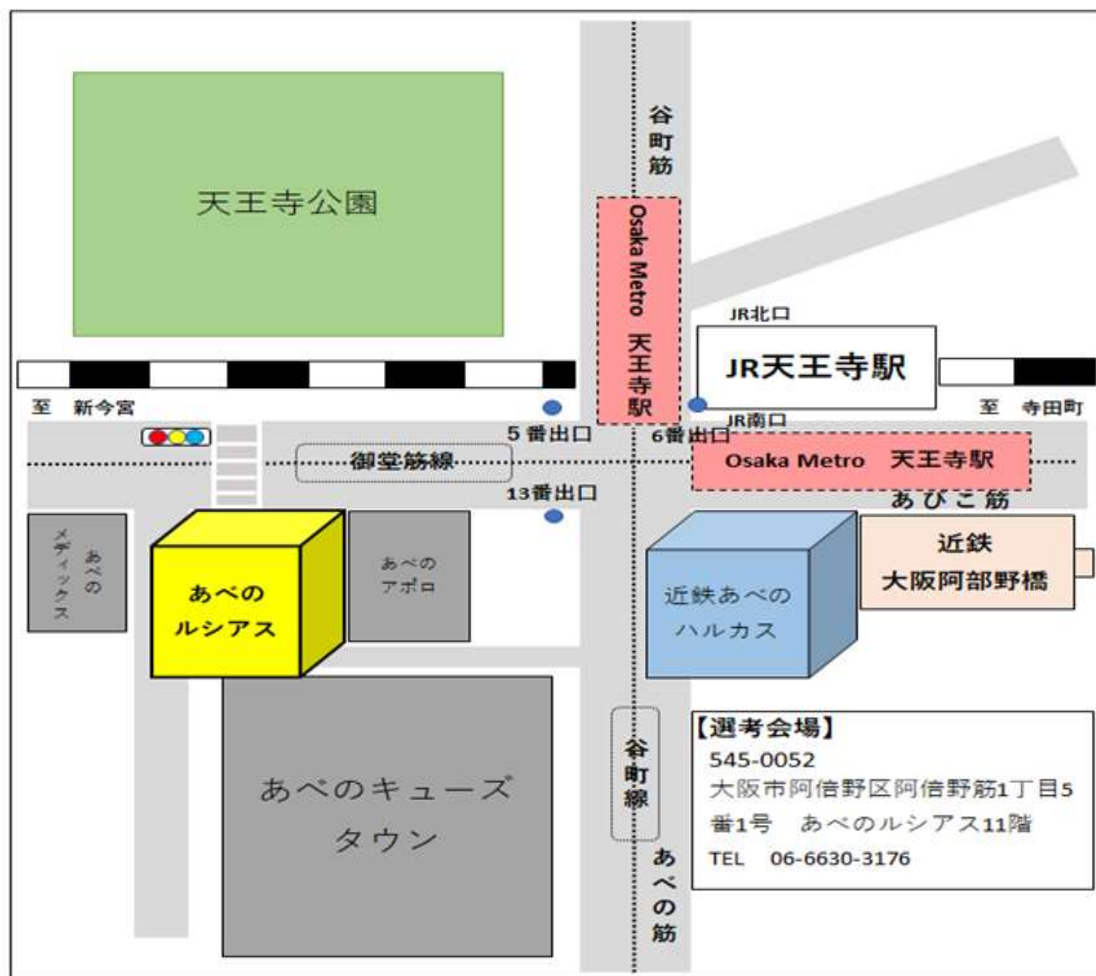 谷町筋
天王寺公園
Osaka Metro 天王寺駅
JR北口
JR天王寺駅
至 新今宮
至 寺田町
JR南口
5番出口
6番出口
御堂筋線
Osaka Metro 天王寺駅
13番出口
あびこ筋
あべの
メディックス
あべの
ルシアス
あべの
アポロ
近鉄あべの
ハルカス
近鉄
大阪阿部野橋
あべのキューズ
タウン
谷町線
あべの筋
【選考会場】
545-0052
大阪市阿倍野区阿倍野筋1丁目5
番1号 あべのルシアス11階
TEL 06-6630-3176